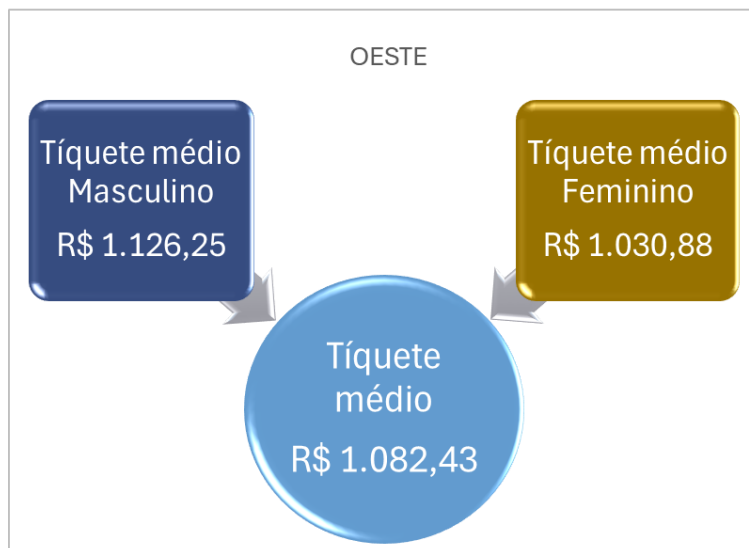 OESTE
Tíquete médio
Masculino
R$ 1.126,25
Tíquete médio
Feminino
R$ 1.030,88
Tíquete
médio
R$ 1.082,43